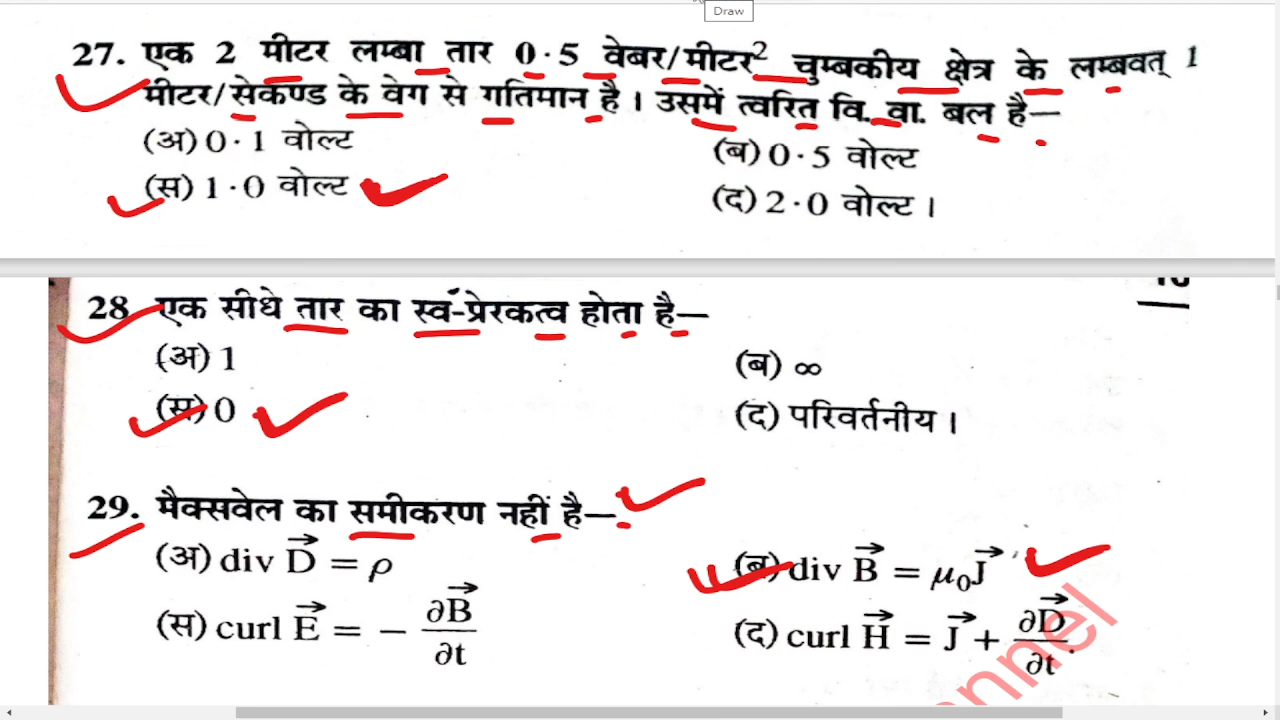 Draw
27. एक 2 मीटर लम्बा तार 0·5 वेबर/मीटर² चुम्बकीय क्षेत्र के लम्बवत् 1
मीटर/सेकेण्ड के वेग से गतिमान है। उसमें त्वरित वि. वा. बल है—
(अ) 0·1 वोल्ट
(ब) 0·5 वोल्ट
(स) 1·0 वोल्ट
(द) 2·0 वोल्ट।
28. एक सीधे तार का स्वं-प्रेरकत्व होता है—
(अ) 1
(ब) ∞
(स) 0
(द) परिवर्तनीय।
29. मैक्सवेल का समीकरण नहीं है—
(अ) div D⃗ = ρ
(ब) div B⃗ = μ₀J⃗
(स) curl E⃗ = − ∂B⃗/∂t
(द) curl H⃗ = J⃗ + ∂D⃗/∂t.